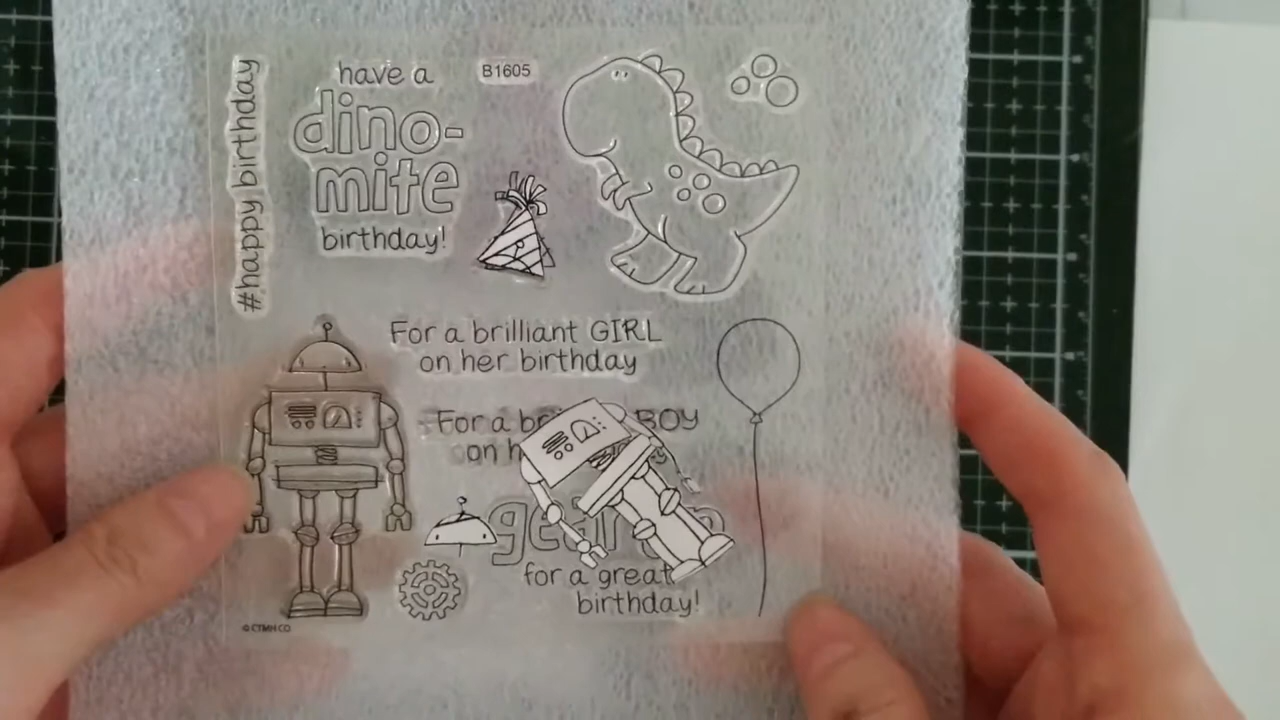 #happy birthday
have a
dino-
mite
birthday!
B1605
For a brilliant GIRL
on her birthday
For a BOY
on
for a great
birthday!
© CTMH CO.